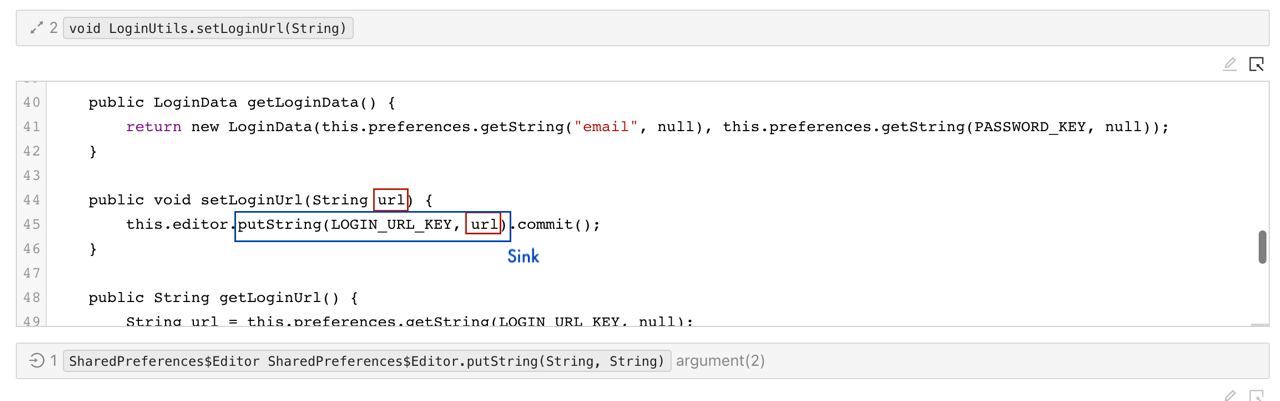 2 void LoginUtils.setLoginUrl(String)
40 public LoginData getLoginData() {
41 return new LoginData(this.preferences.getString("email", null), this.preferences.getString(PASSWORD_KEY, null));
42 }
43
44 public void setLoginUrl(String url) {
45 this.editor.putString(LOGIN_URL_KEY, url).commit();
46 }
Sink
47
48 public String getLoginUrl() {
49 String url = this.preferences.getString(LOGIN_URL_KEY, null);
1 SharedPreferences$Editor SharedPreferences$Editor.putString(String, String) argument(2)